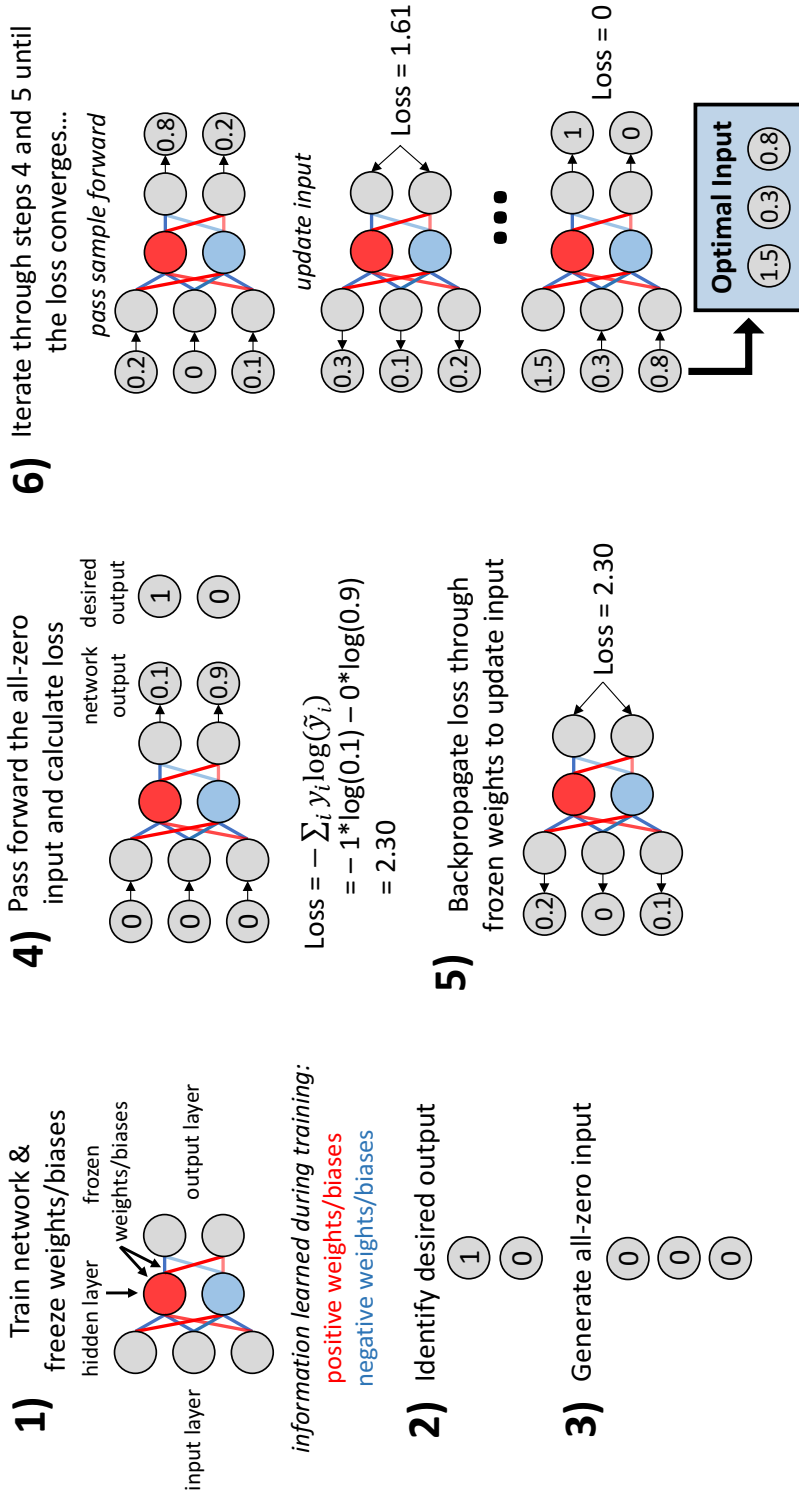 1) Train network &
freeze weights/biases
hidden layer
frozen
weights/biases
input layer
output layer
information learned during training:
positive weights/biases
negative weights/biases
2) Identify desired output
1
0
3) Generate all-zero input
0
0
0
4) Pass forward the all-zero
input and calculate loss
network
output
desired
output
0
0
0
0.1
0.9
1
0
Loss = − ∑i yi log(ỹi)
= − 1*log(0.1) − 0*log(0.9)
= 2.30
5) Backpropagate loss through
frozen weights to update input
0.2
0
0.1
Loss = 2.30
6) Iterate through steps 4 and 5 until
the loss converges...
pass sample forward
0.2
0
0.1
0.8
0.2
update input
0.3
0.1
0.2
Loss = 1.61
...
1.5
0.3
0.8
1
0
Loss = 0
Optimal Input
1.5 0.3 0.8